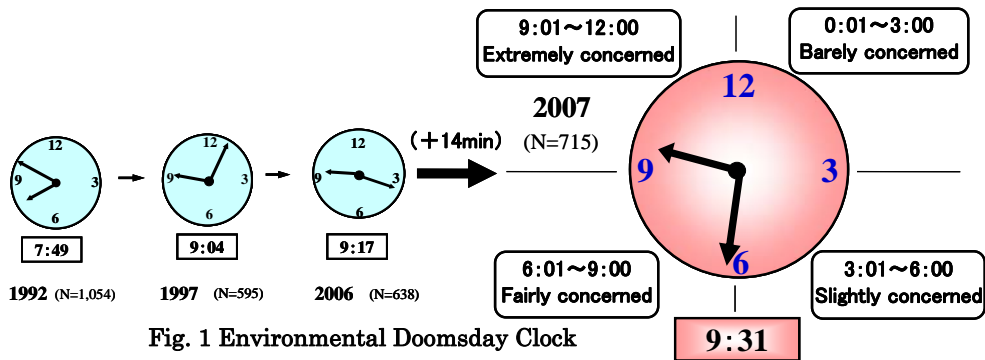 9:01～12:00
Extremely concerned
0:01～3:00
Barely concerned
2007
(N=715)
12
3
6
9
12
3
6
9
7:49
1992 (N=1,054)
12
3
6
9
9:04
1997 (N=595)
12
3
6
9
9:17
2006 (N=638)
(＋14min)
6:01～9:00
Fairly concerned
3:01～6:00
Slightly concerned
9:31
Fig. 1 Environmental Doomsday Clock